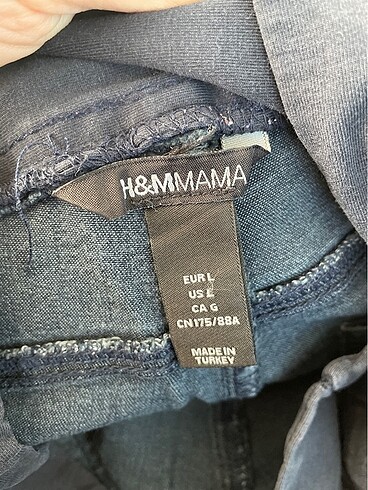 H&MMAMA
EUR L
US L
CA G
CN175/88A
MADE IN
TURKEY